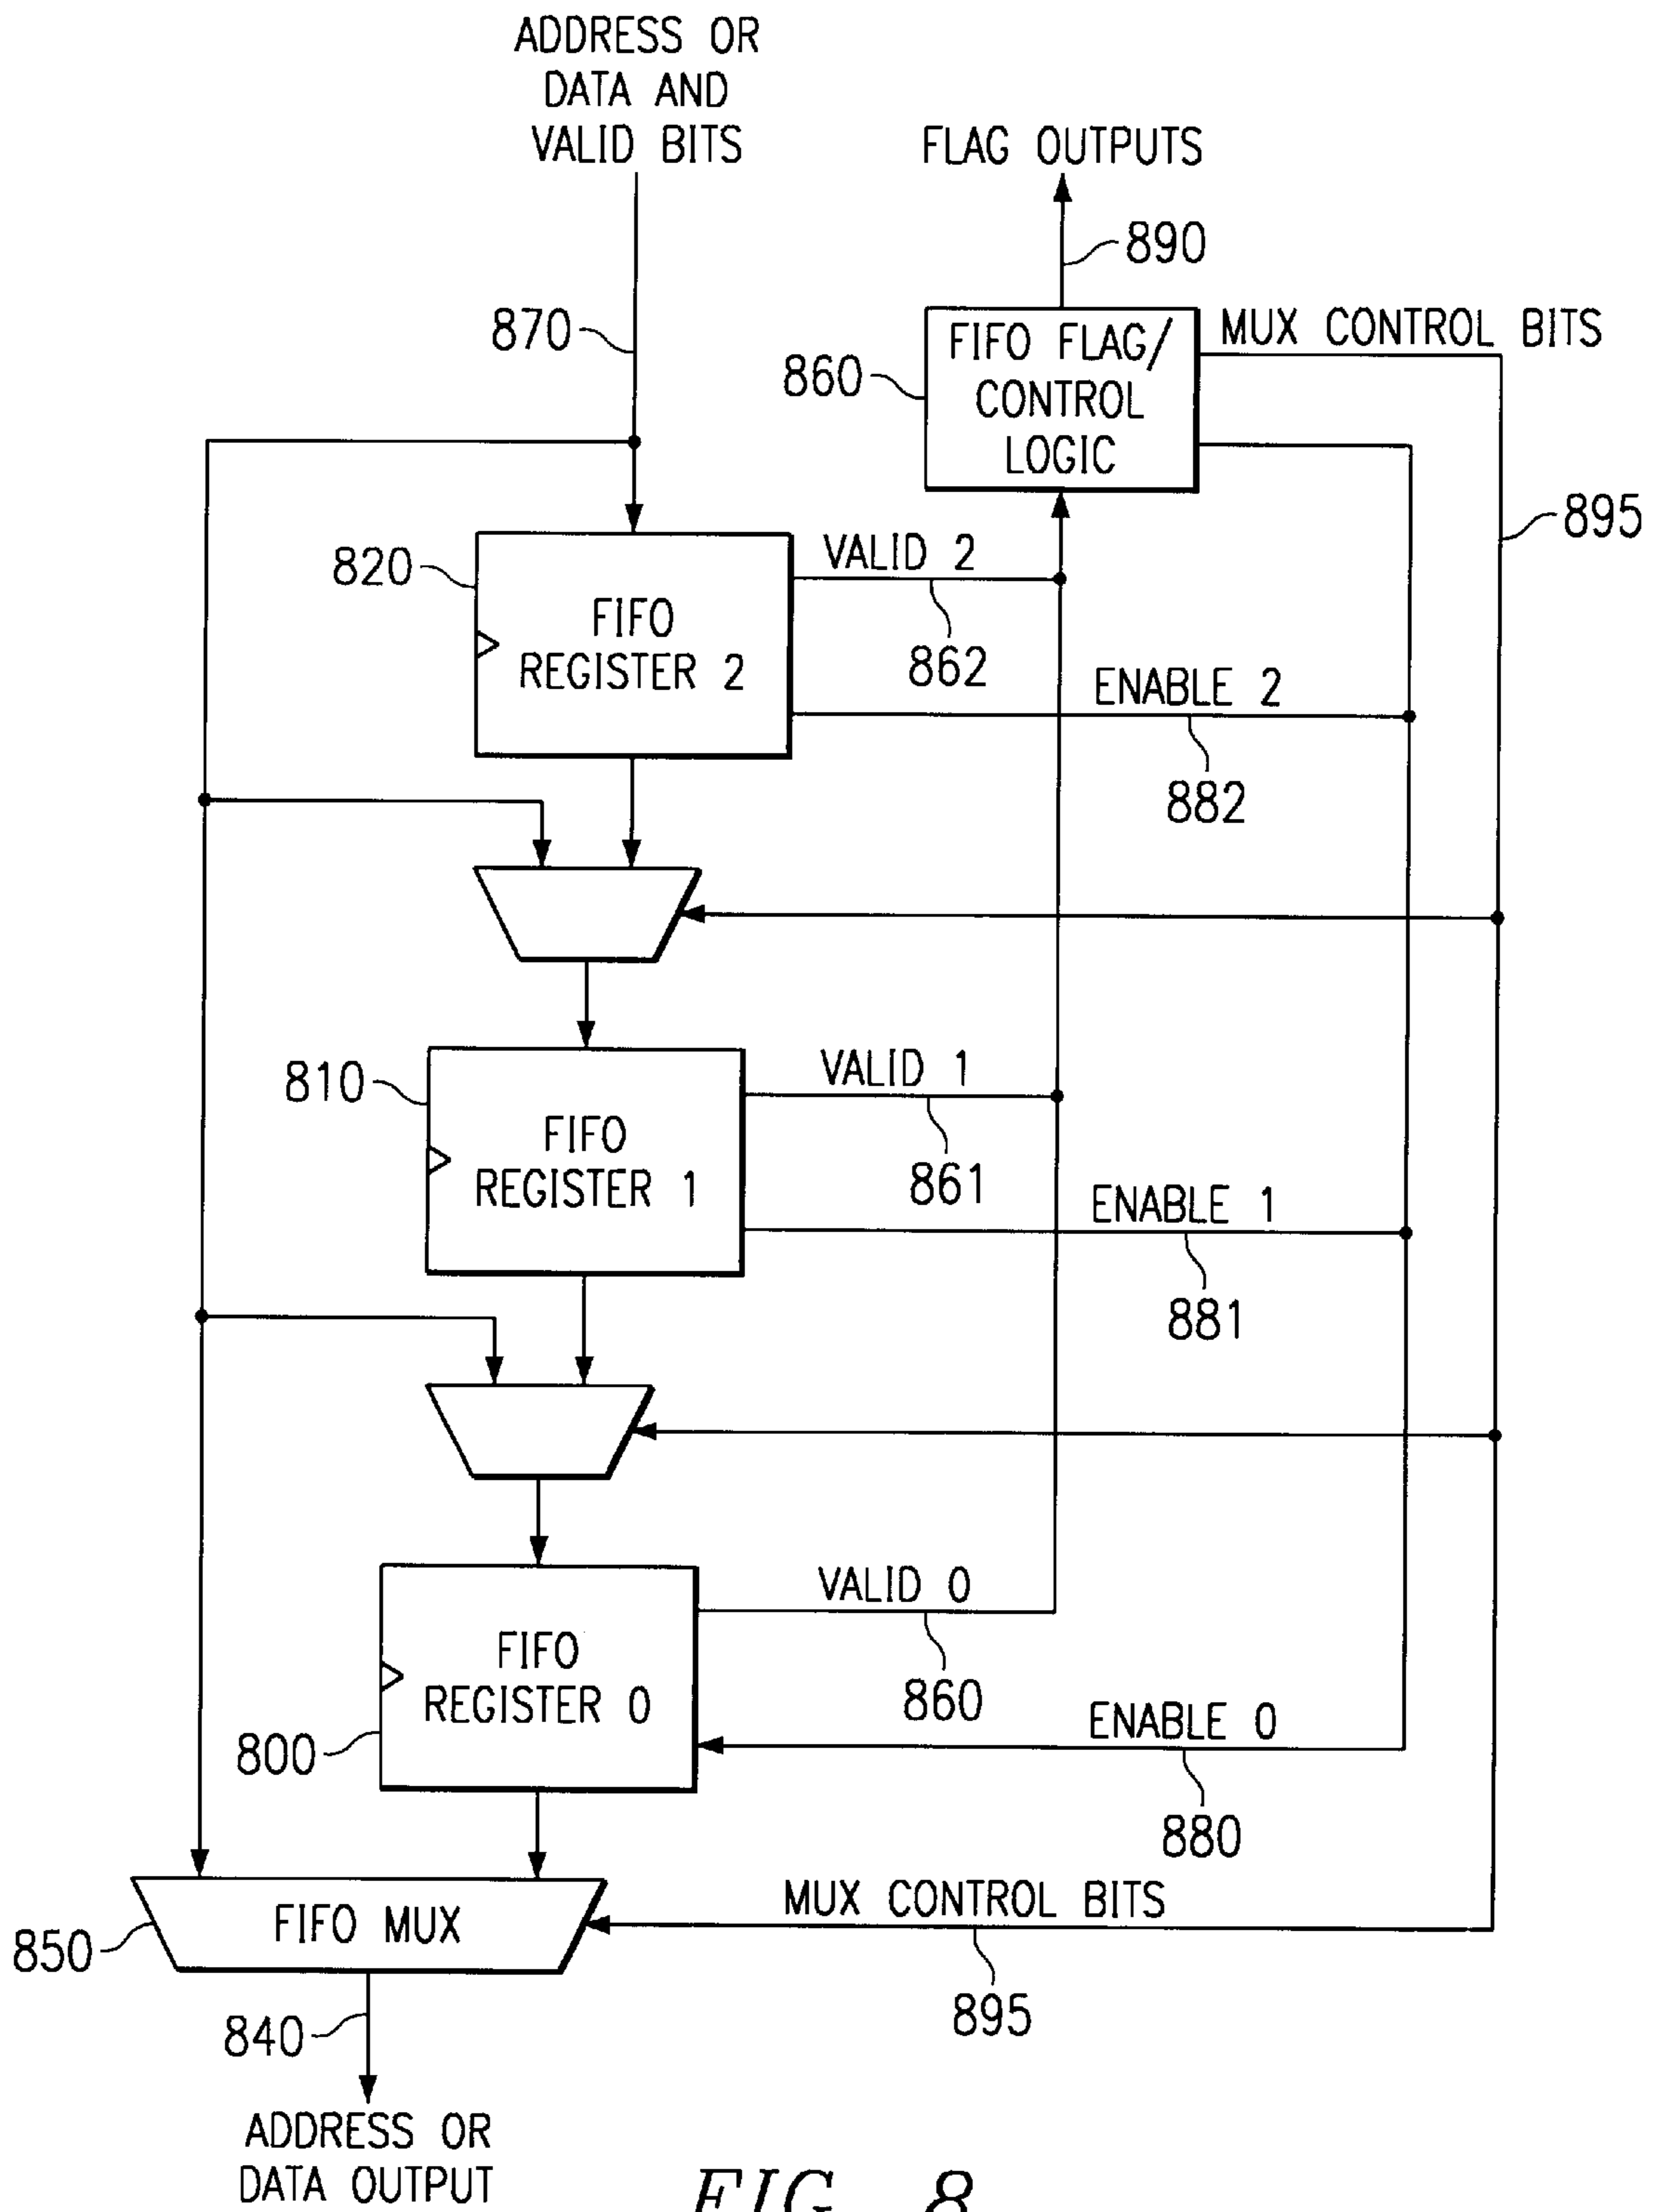 ADDRESS OR
DATA AND
VALID BITS
FLAG OUTPUTS
890
870
FIFO FLAG/
CONTROL
LOGIC
860
MUX CONTROL BITS
895
820
FIFO
REGISTER 2
VALID 2
862
ENABLE 2
882
810
FIFO
REGISTER 1
VALID 1
861
ENABLE 1
881
FIFO
REGISTER 0
800
VALID 0
860
ENABLE 0
880
FIFO MUX
850
MUX CONTROL BITS
895
840
ADDRESS OR
DATA OUTPUT
FIG. 8